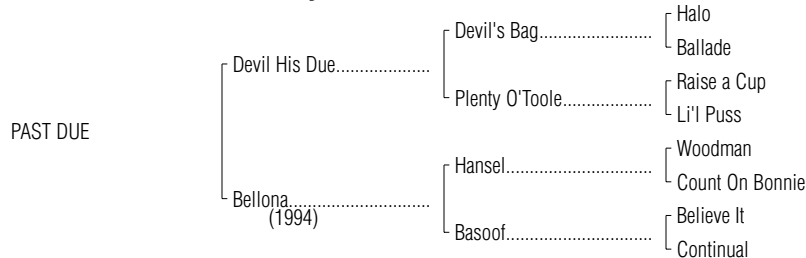 Halo
Devil's Bag..........................
Ballade
Devil His Due.....................
Raise a Cup
Plenty O'Toole.....................
Li'l Puss
PAST DUE
Woodman
Hansel..................................
Count On Bonnie
Bellona.................................
(1994)
Believe It
Basoof..................................
Continual